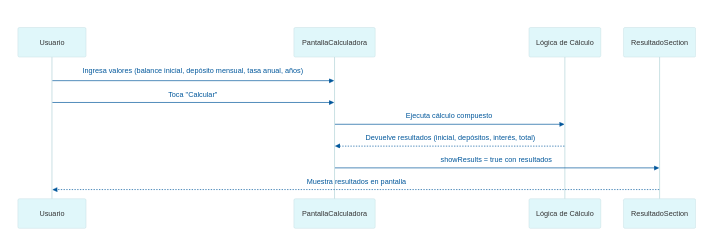 Usuario
PantallaCalculadora
Lógica de Cálculo
ResultadoSection
Ingresa valores (balance inicial, depósito mensual, tasa anual, años)
Toca "Calcular"
Ejecuta cálculo compuesto
Devuelve resultados (inicial, depósitos, interés, total)
showResults = true con resultados
Muestra resultados en pantalla
Usuario
PantallaCalculadora
Lógica de Cálculo
ResultadoSection